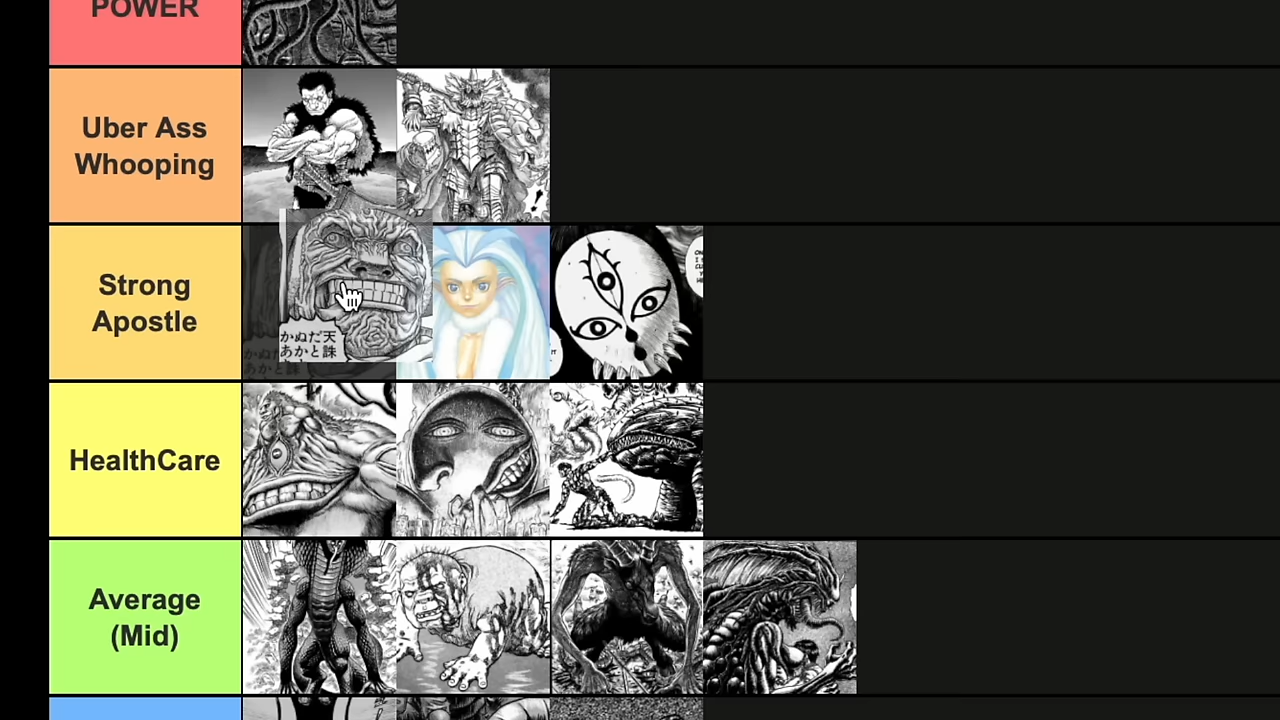 POWER
Uber Ass
Whooping
Strong
Apostle
かぬだ天
あかと誅
HealthCare
Average
(Mid)